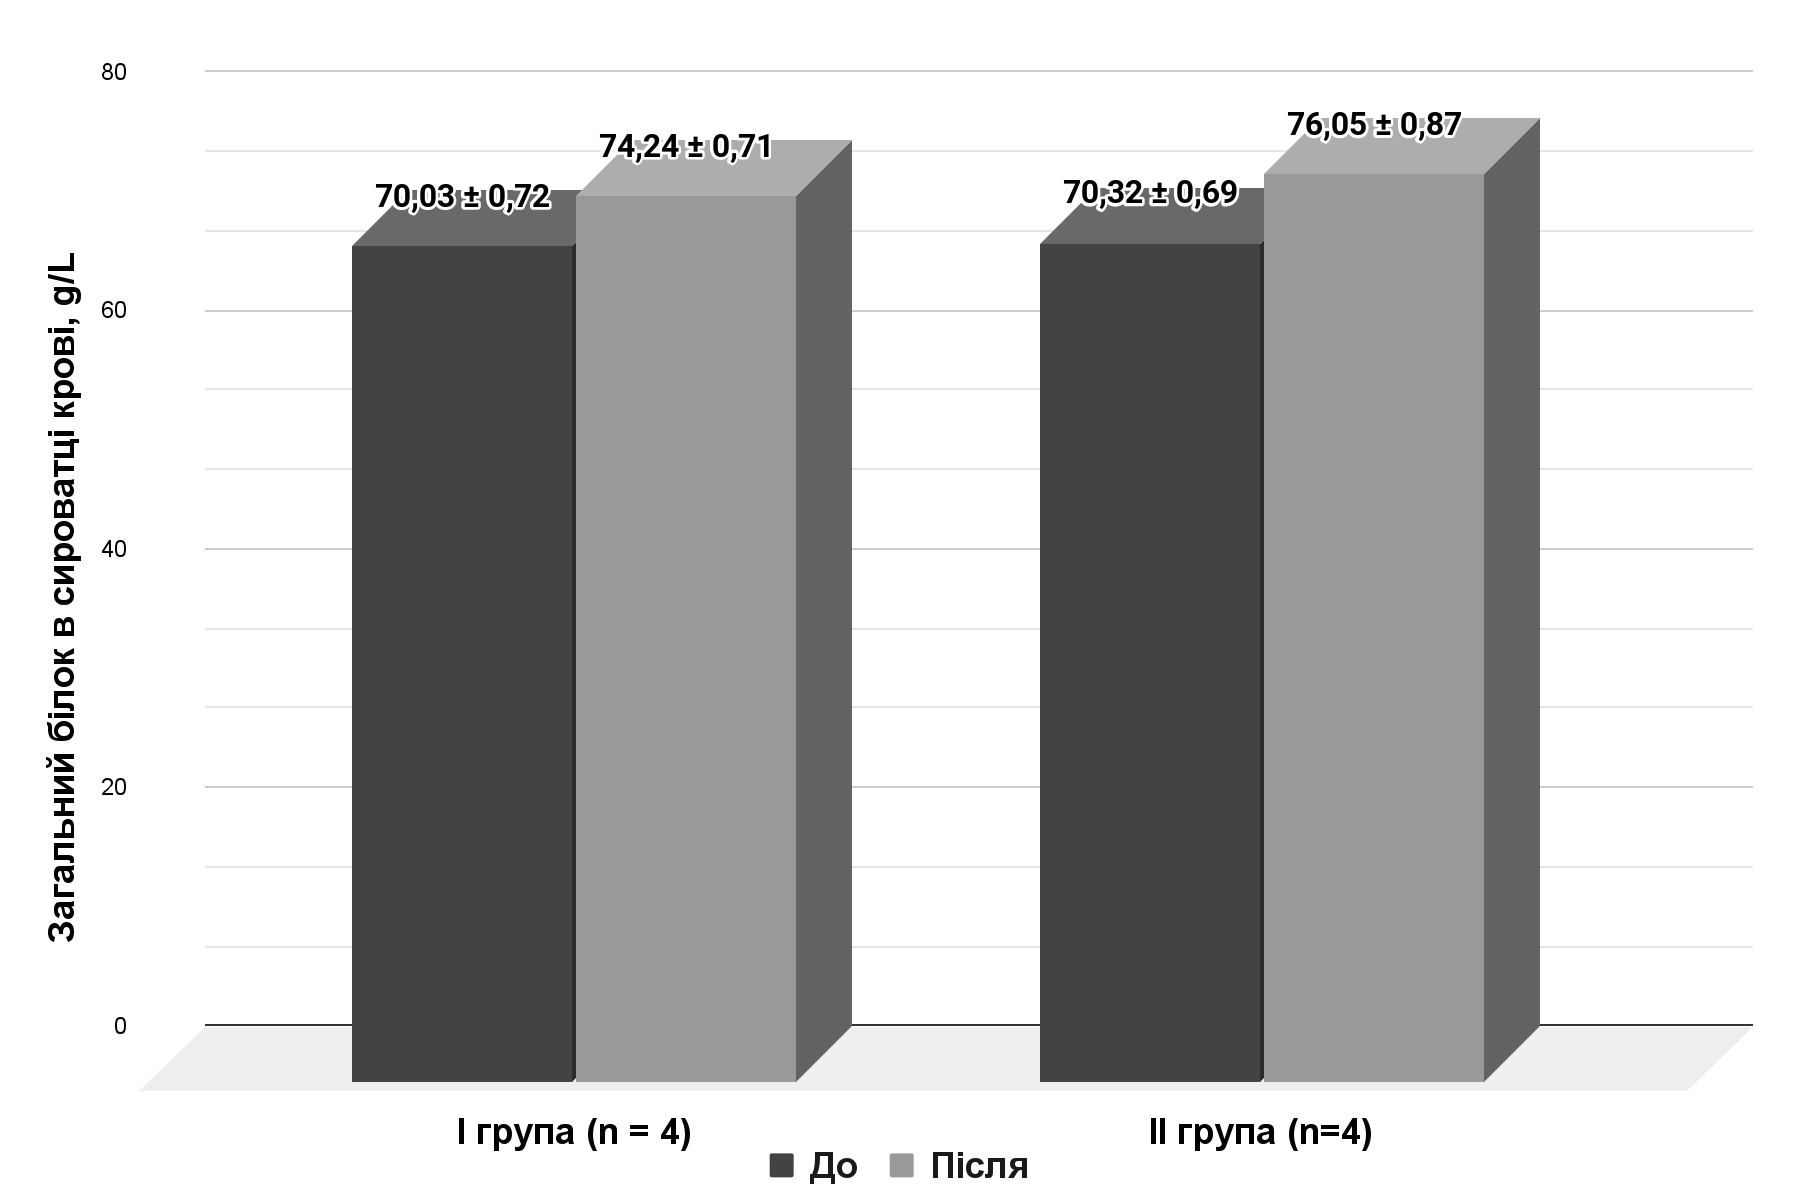 Загальний білок в сироватці крові, g/L
80
60
40
20
0
70,03 ± 0,72
74,24 ± 0,71
70,32 ± 0,69
76,05 ± 0,87
І група (n = 4)
ІІ група (n=4)
До
Після